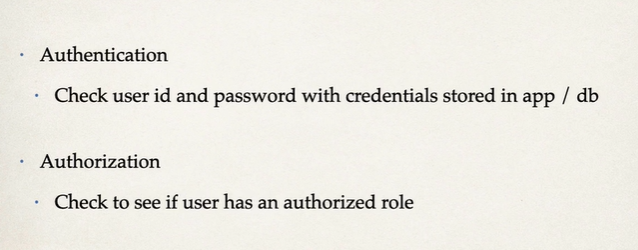 · Authentication
· Check user id and password with credentials stored in app / db
· Authorization
· Check to see if user has an authorized role